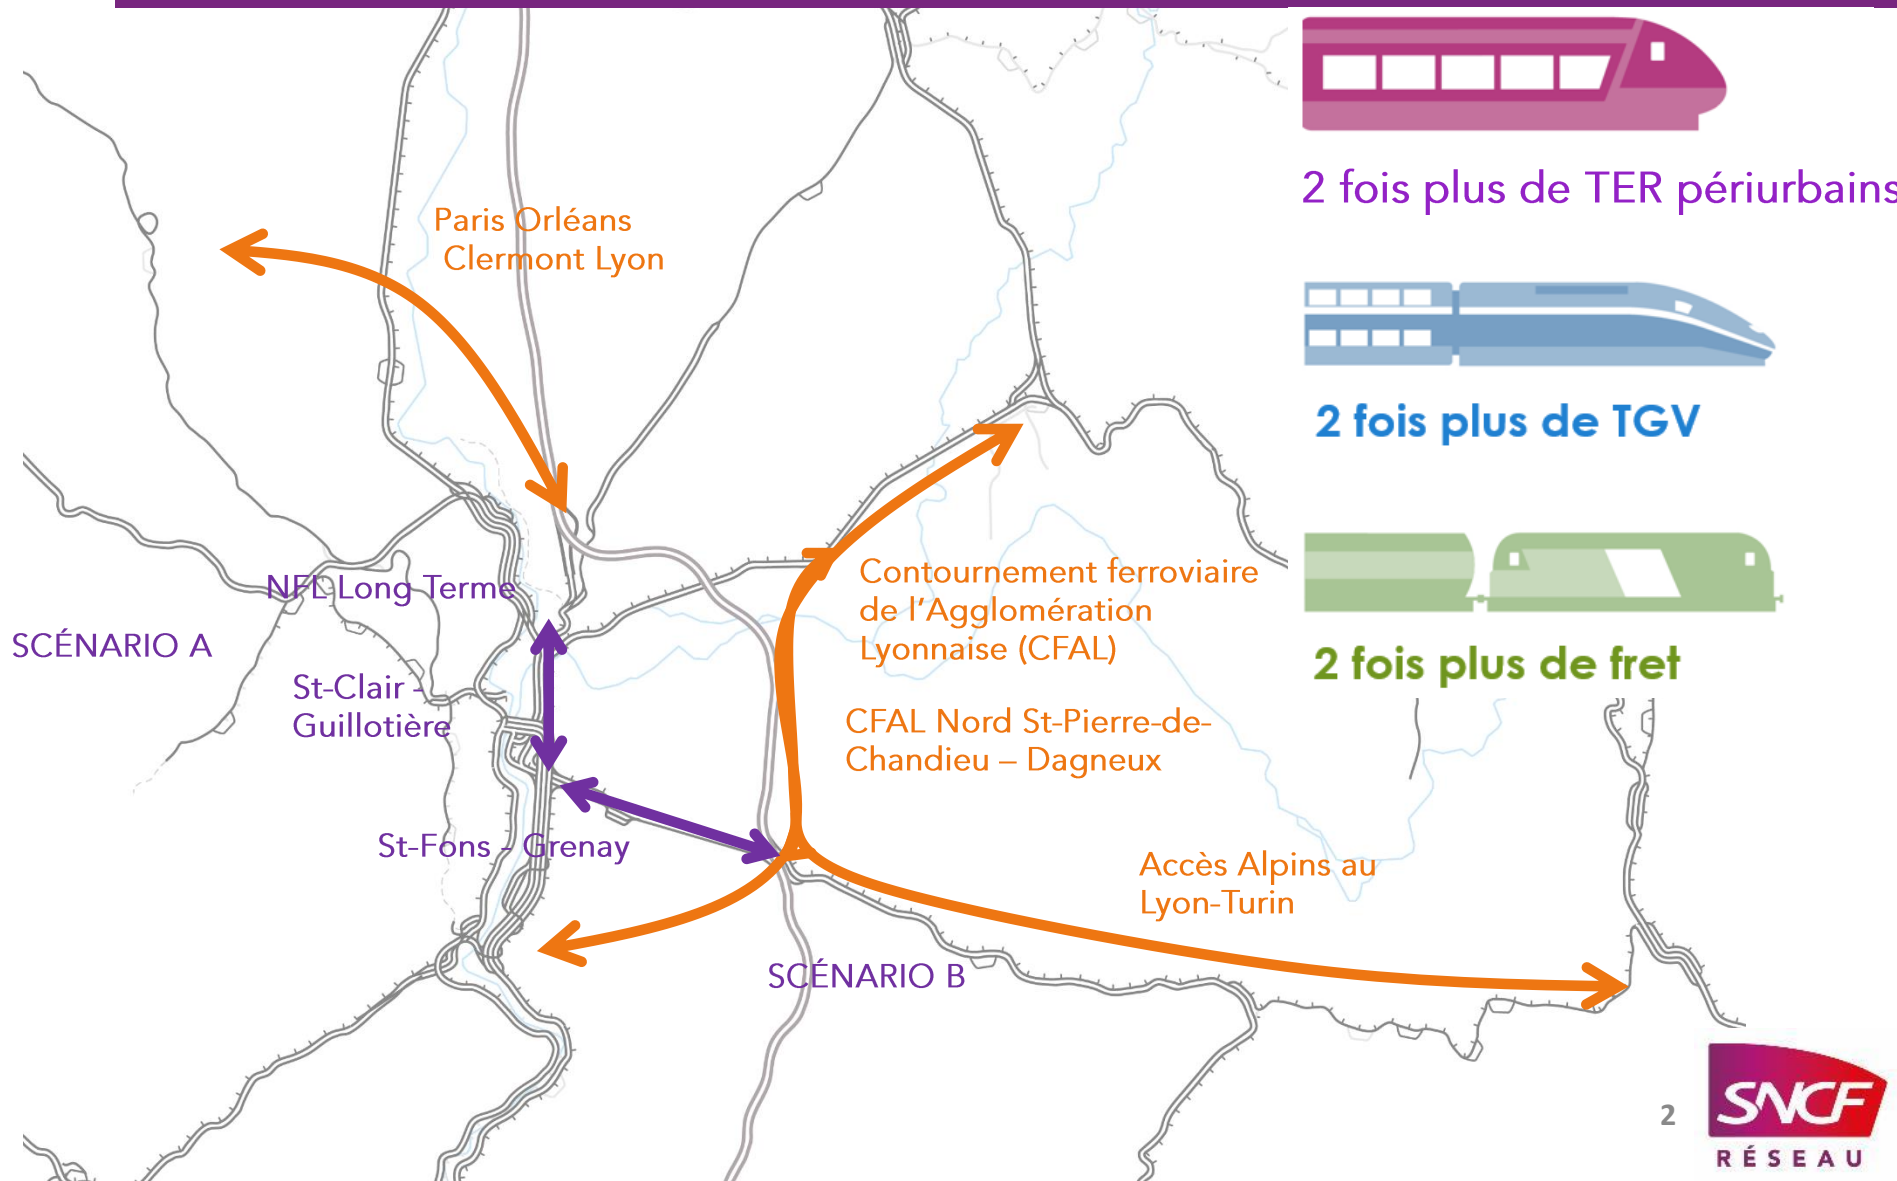 Paris Orléans
Clermont Lyon
NFL Long Terme
SCÉNARIO A
St-Clair -
Guillotière
St-Fons - Grenay
Contournement ferroviaire
de l'Agglomération
Lyonnaise (CFAL)
CFAL Nord St-Pierre-de-
Chandieu – Dagneux
Accès Alpins au
Lyon-Turin
SCÉNARIO B
2 fois plus de TER périurbains
2 fois plus de TGV
2 fois plus de fret
2
SNCF
RÉSEAU